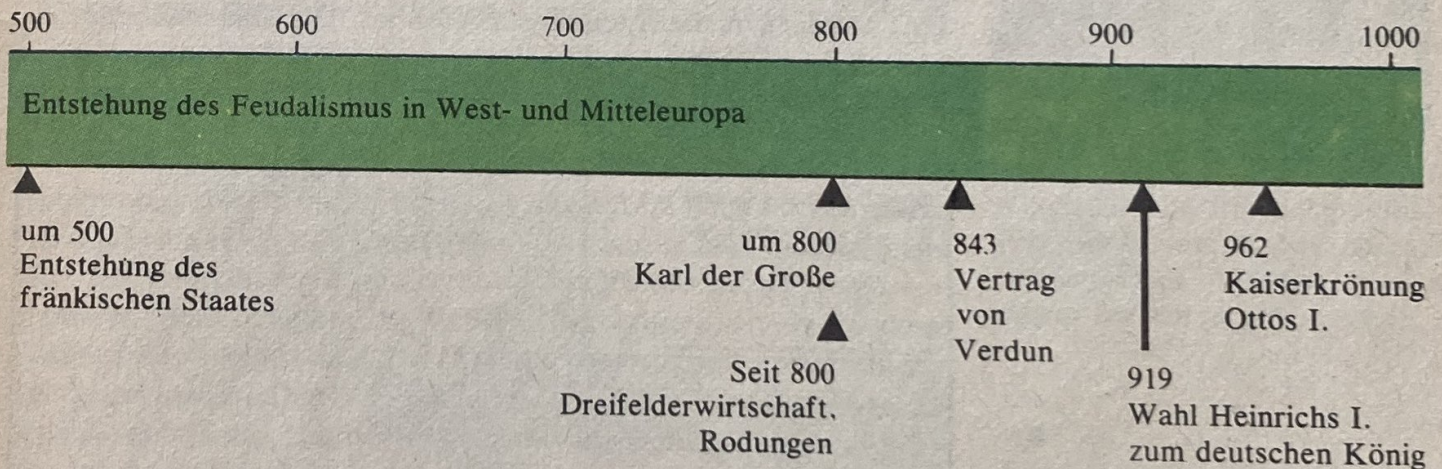 500 600 700 800 900 1000
Entstehung des Feudalismus in West- und Mitteleuropa
um 500
Entstehung des
fränkischen Staates
um 800
Karl der Große
Seit 800
Dreifelderwirtschaft,
Rodungen
843
Vertrag
von
Verdun
919
Wahl Heinrichs I.
zum deutschen König
962
Kaiserkrönung
Ottos I.